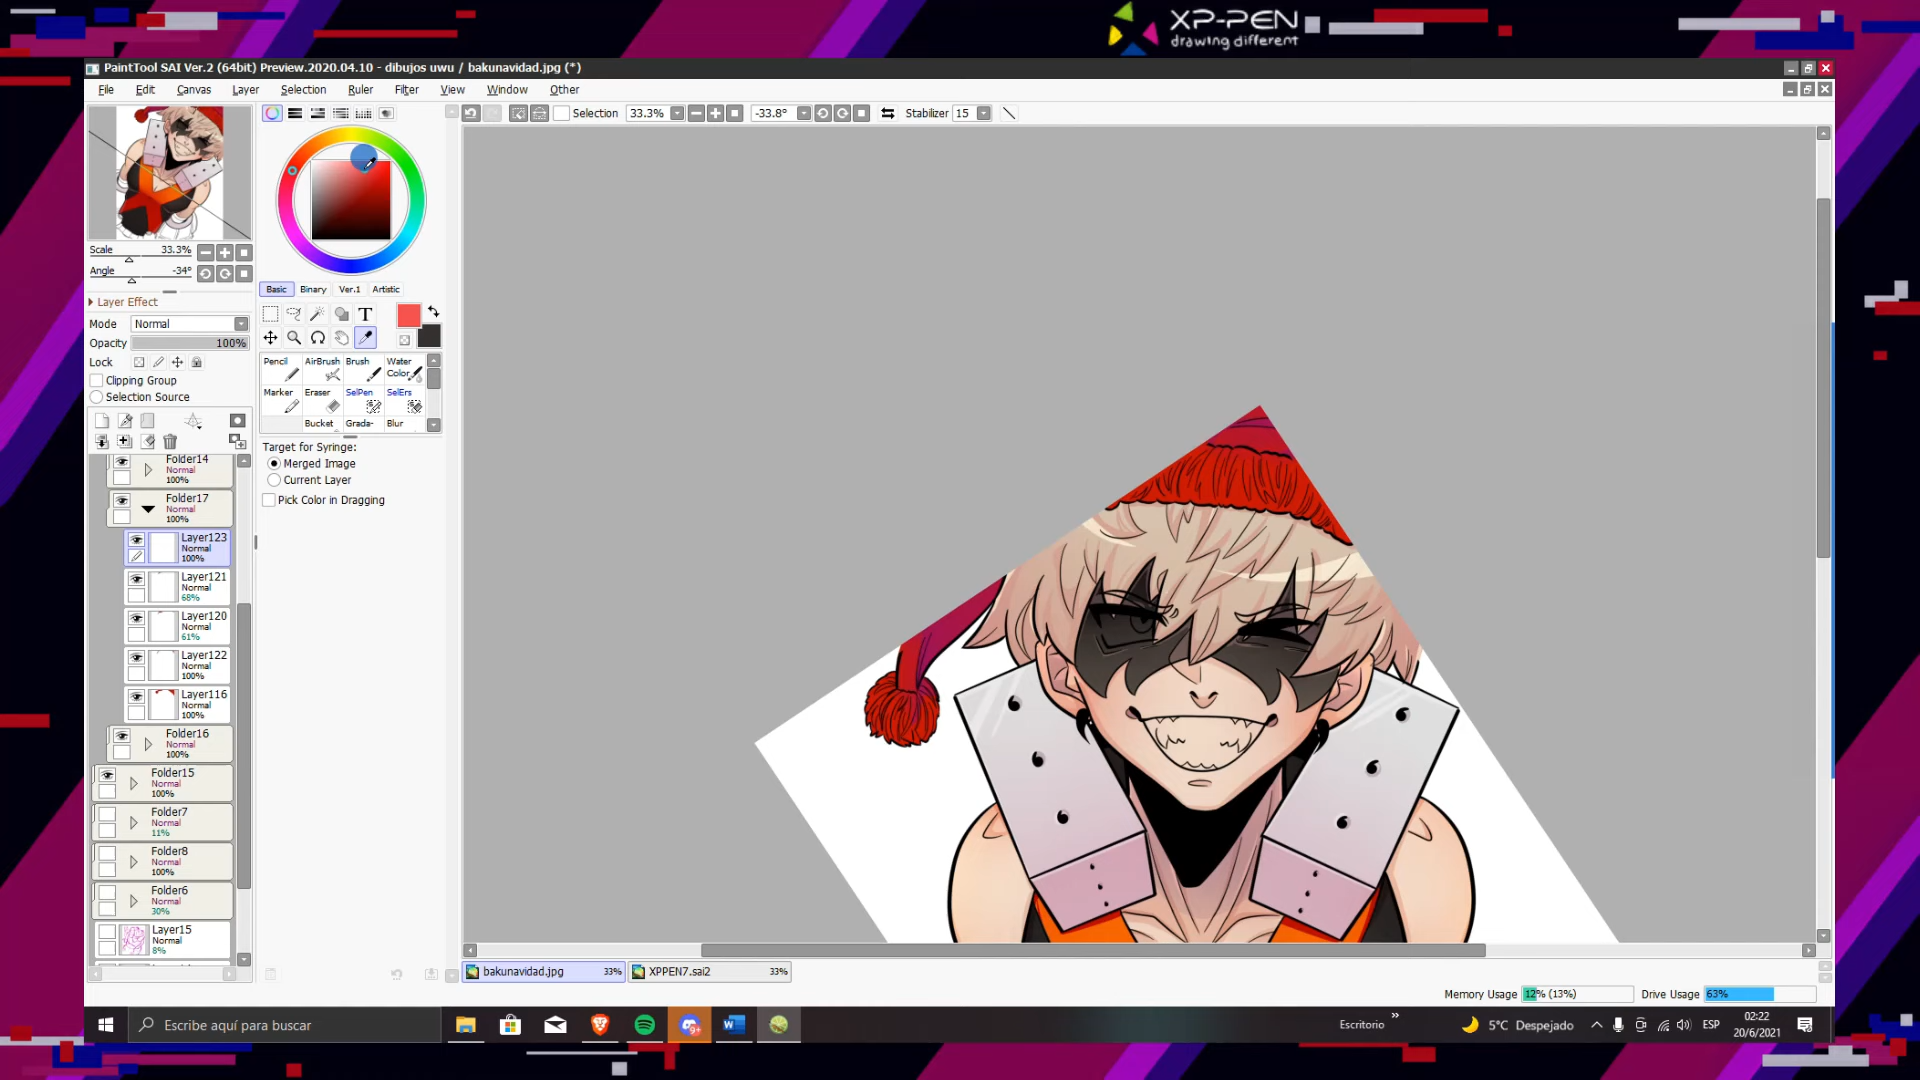 XP-PEN
drawing different
PaintTool SAI Ver.2 (64bit) Preview.2020.04.10 - dibujos uwu / bakunavidad.jpg (*)
File Edit Canvas Layer Selection Ruler Filter View Window Other
Selection 33.3% -33.8° Stabilizer 15
Scale 33.3%
Angle -34°
Layer Effect
Mode Normal
Opacity 100%
Lock
Clipping Group
Selection Source
Folder14
Normal
100%
Folder17
Normal
100%
Layer123
Normal
100%
Layer121
Normal
68%
Layer120
Normal
61%
Layer122
Normal
100%
Layer116
Normal
100%
Folder16
Normal
100%
Folder15
Normal
100%
Folder7
Normal
11%
Folder8
Normal
100%
Folder6
Normal
30%
Layer15
Normal
8%
Basic Binary Ver.1 Artistic
T
Pencil AirBrush Brush Water Color
Marker Eraser SelPen SelErs
Bucket Grada- Blur
Target for Syringe:
Merged Image
Current Layer
Pick Color in Dragging
bakunavidad.jpg 33% XPPEN7.sai2 33%
Memory Usage 12% (13%) Drive Usage 63%
Escribe aquí para buscar
9+
Escritorio »
5°C Despejado
ESP
02:22
20/6/2021